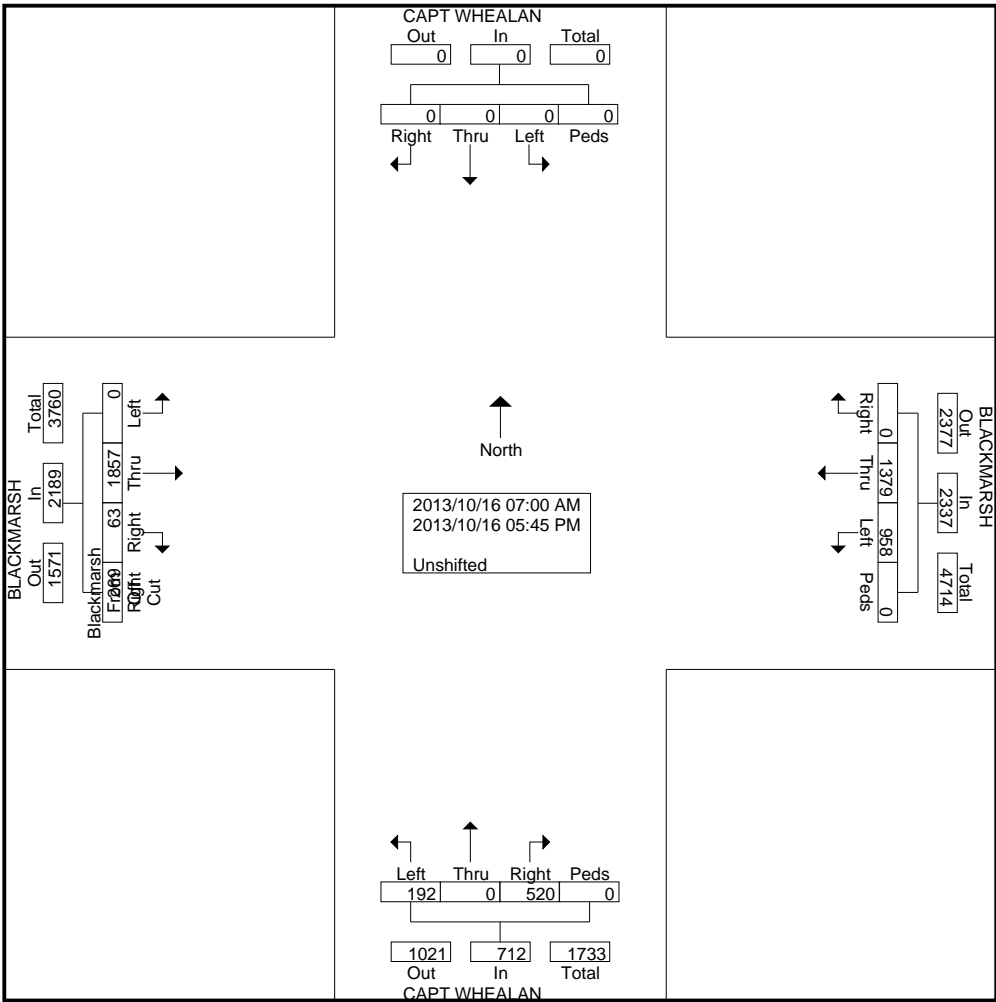 CAPT WHEALAN
Out In Total
0 0 0
0 0 0 0
Right Thru Left Peds
BLACKMARSH
Total In Out
3760 2189 1571
Blackmarsh
0 1857 63 269
Left Thru Right
Right Cut
North
2013/10/16 07:00 AM
2013/10/16 05:45 PM
Unshifted
BLACKMARSH
Out In Total
2377 2337 4714
0 1379 958 0
Right Thru Left Peds
Left Thru Right Peds
192 0 520 0
1021 712 1733
Out In Total
CAPT WHEALAN